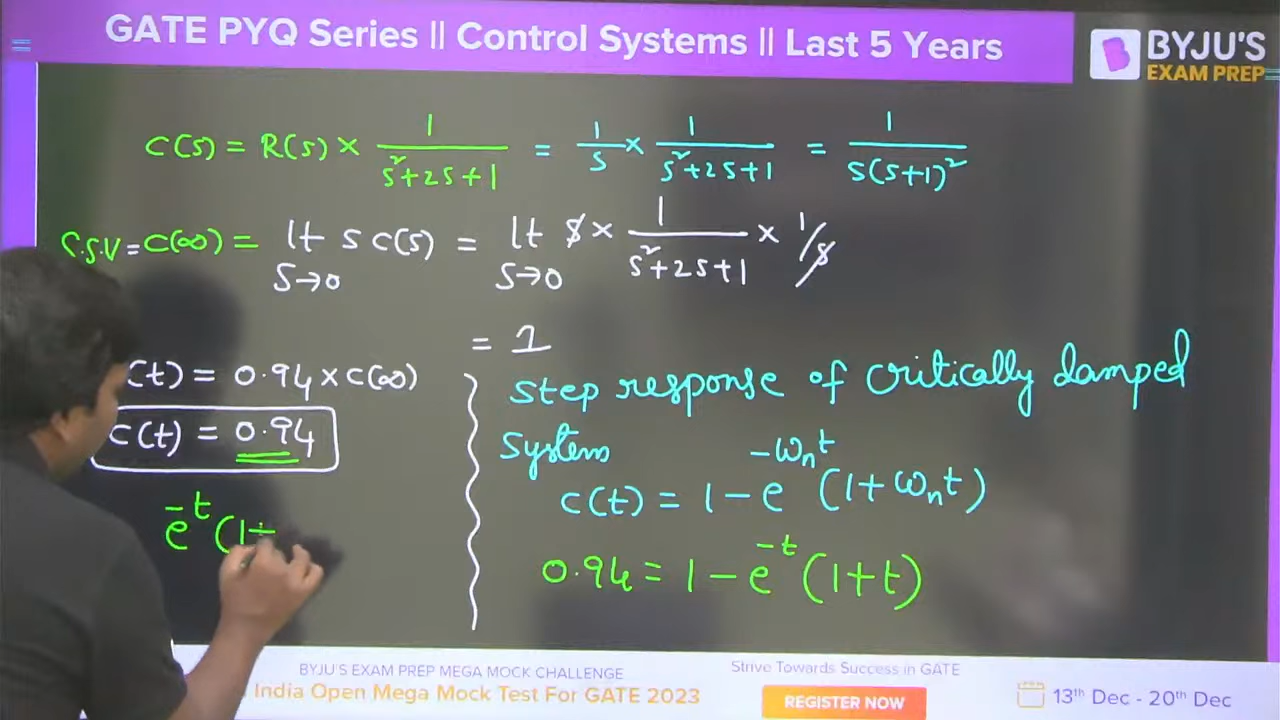 GATE PYQ Series || Control Systems || Last 5 Years
BYJU'S
EXAM PREP
C(s) = R(s) × 1/(s²+2s+1) = 1/s × 1/(s²+2s+1) = 1/(s(s+1)²)
S.S.V = C(∞) = lt s→0 s C(s) = lt s→0 s × 1/(s²+2s+1) × 1/s
= 1
(t) = 0.94 × C(∞)
C(t) = 0.94
e^-t (1+
Step response of Critically damped
System
C(t) = 1 - e^-ωnt (1+ωnt)
0.94 = 1 - e^-t (1+t)
BYJU'S EXAM PREP MEGA MOCK CHALLENGE
India Open Mega Mock Test For GATE 2023
Strive Towards Success in GATE
REGISTER NOW
13th Dec - 20th Dec